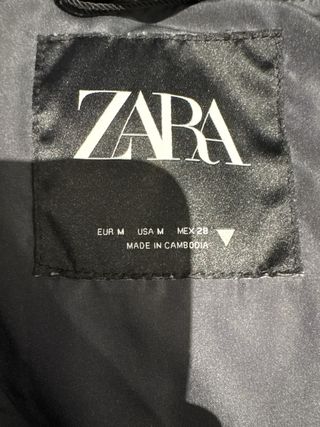 ZARA
EUR M USA M MEX 28
MADE IN CAMBODIA